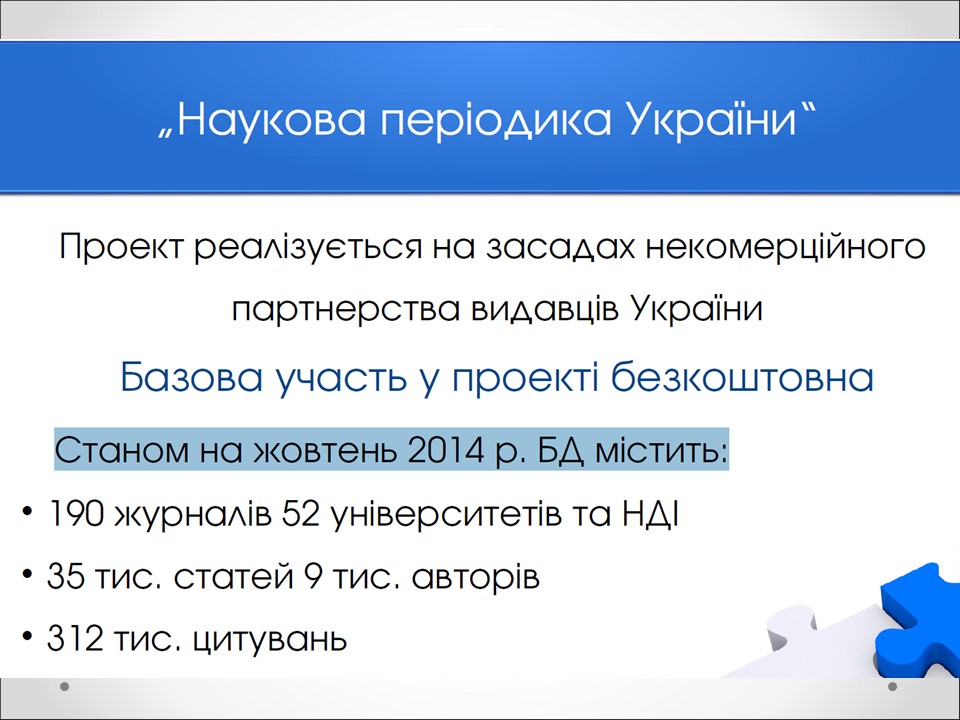 „Наукова періодика України“
Проект реалізується на засадах некомерційного
партнерства видавців України
Базова участь у проекті безкоштовна
Станом на жовтень 2014 р. БД містить:
• 190 журналів 52 університетів та НДІ
• 35 тис. статей 9 тис. авторів
• 312 тис. цитувань